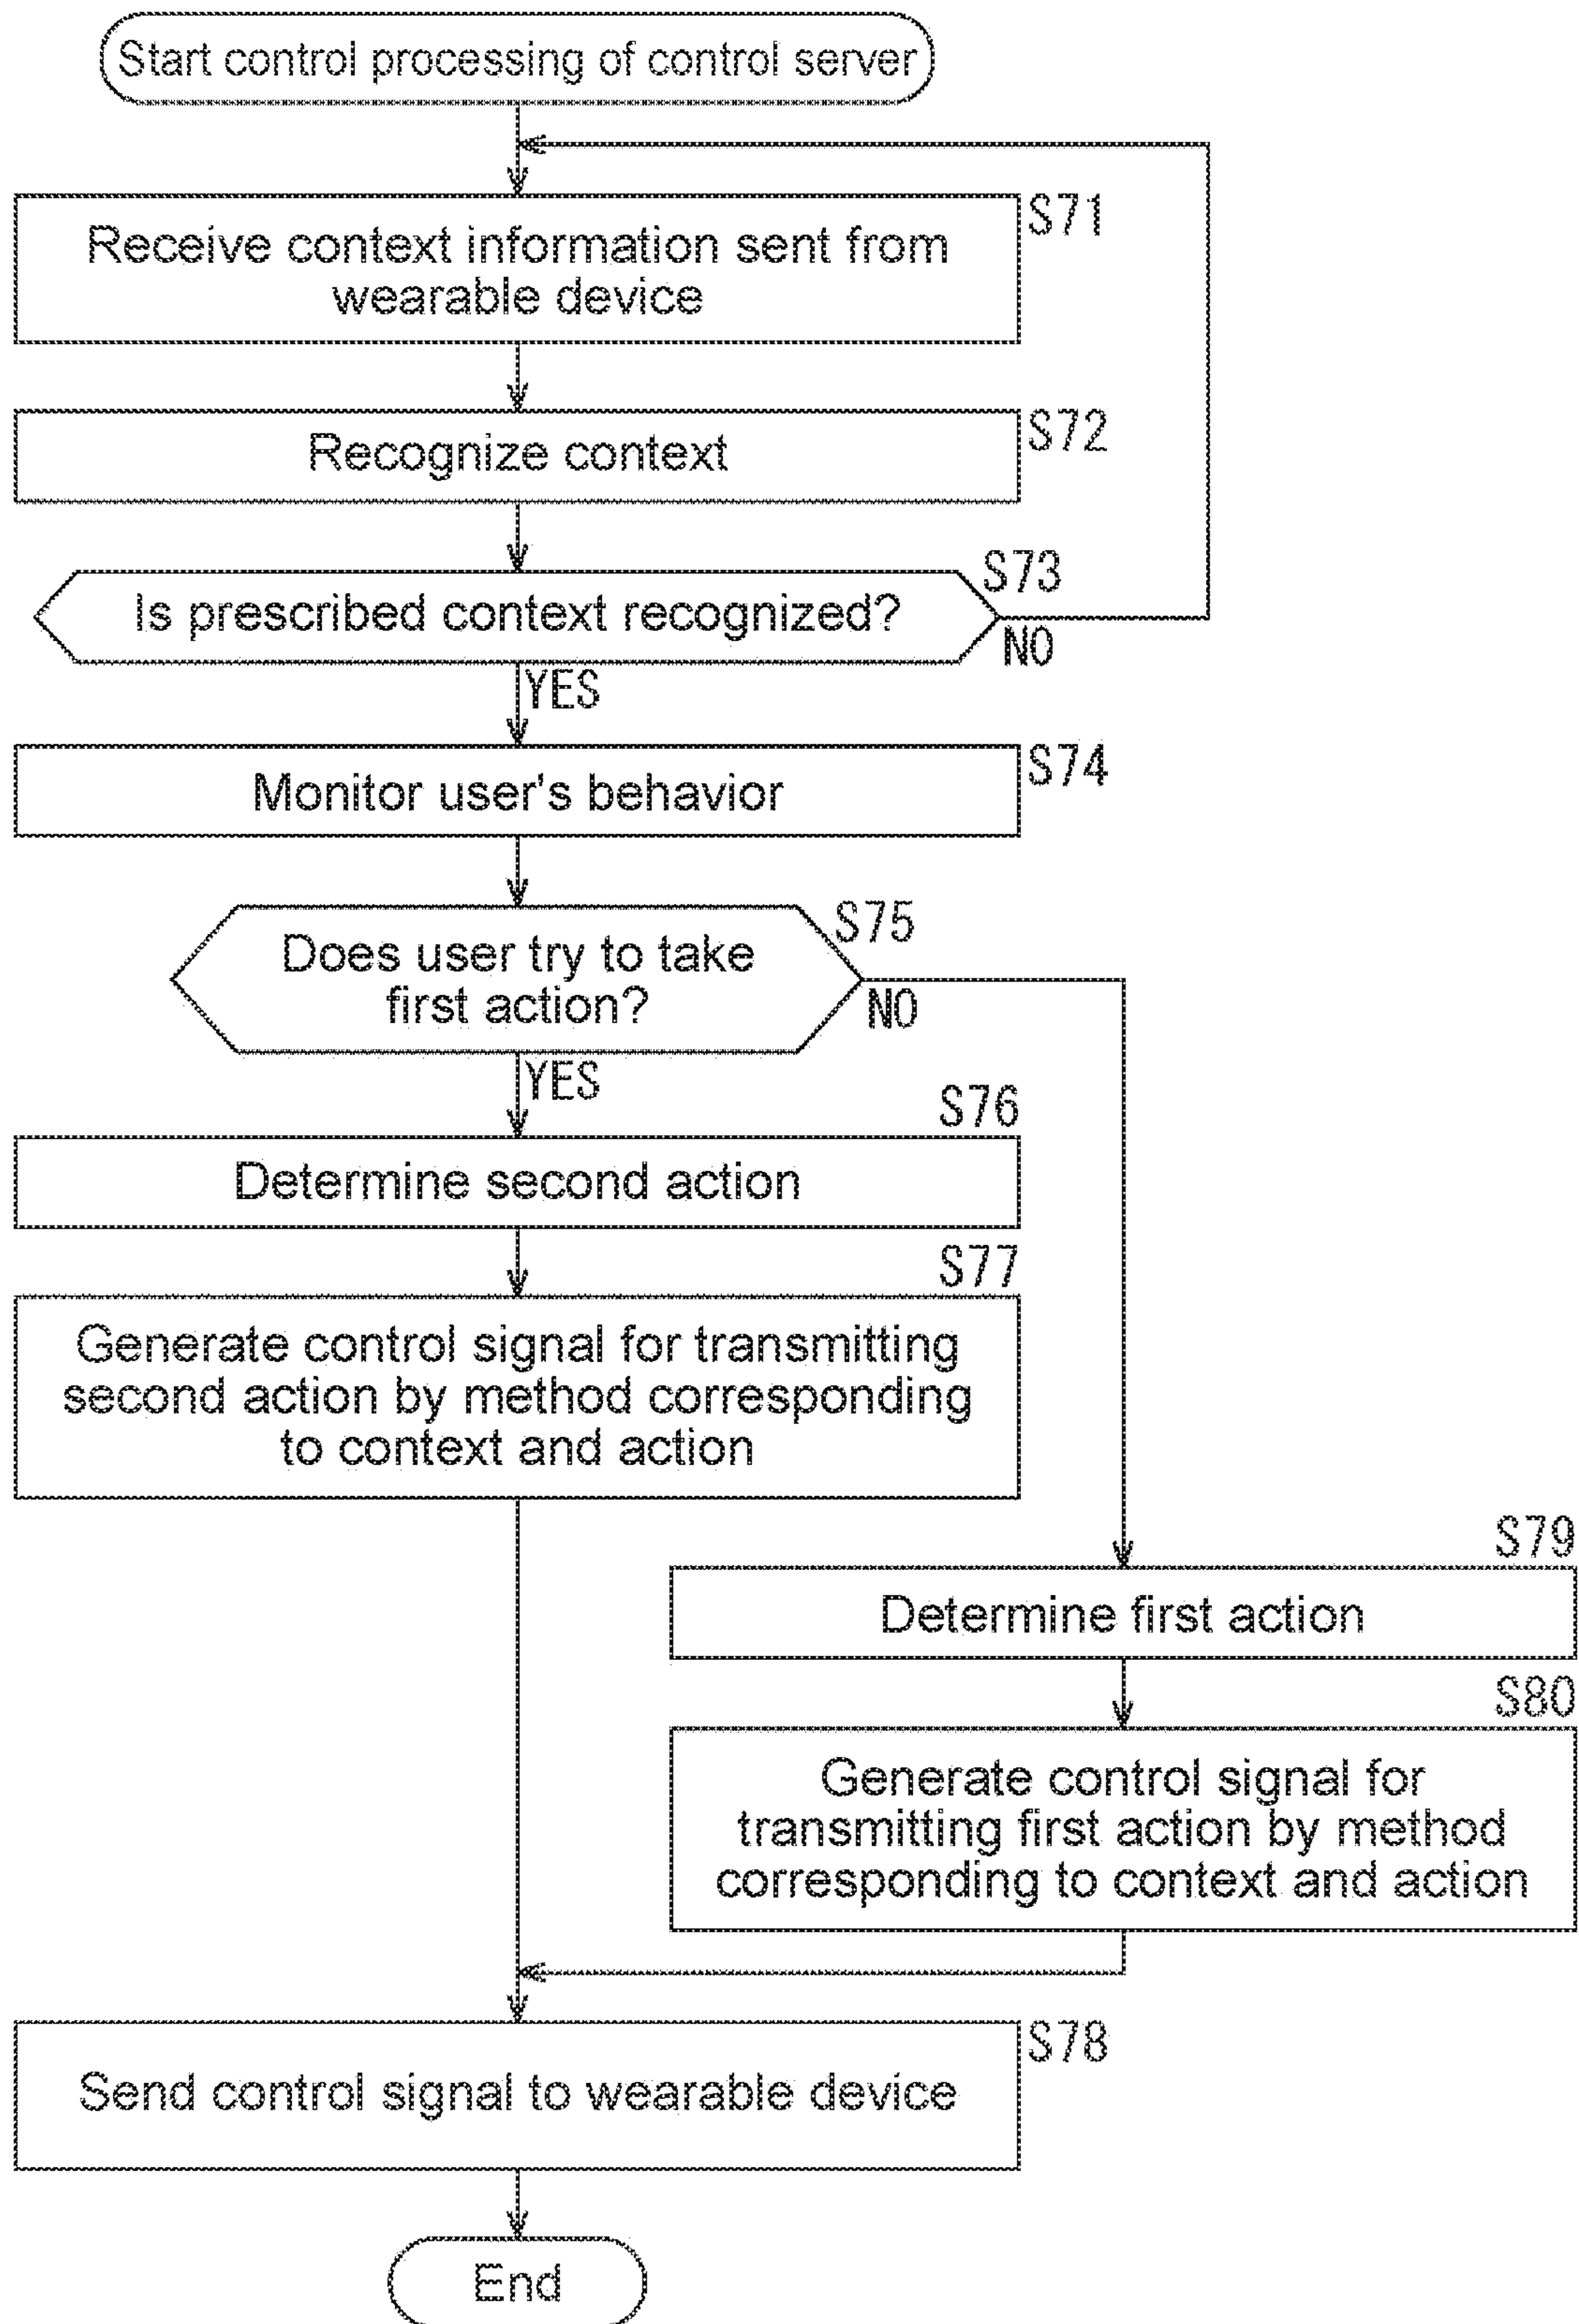 Start control processing of control server
S71
Receive context information sent from
wearable device
S72
Recognize context
S73
Is prescribed context recognized?
NO
YES
S74
Monitor user's behavior
S75
Does user try to take
first action?
NO
YES
S76
Determine second action
S77
Generate control signal for transmitting
second action by method corresponding
to context and action
S79
Determine first action
S80
Generate control signal for
transmitting first action by method
corresponding to context and action
S78
Send control signal to wearable device
End